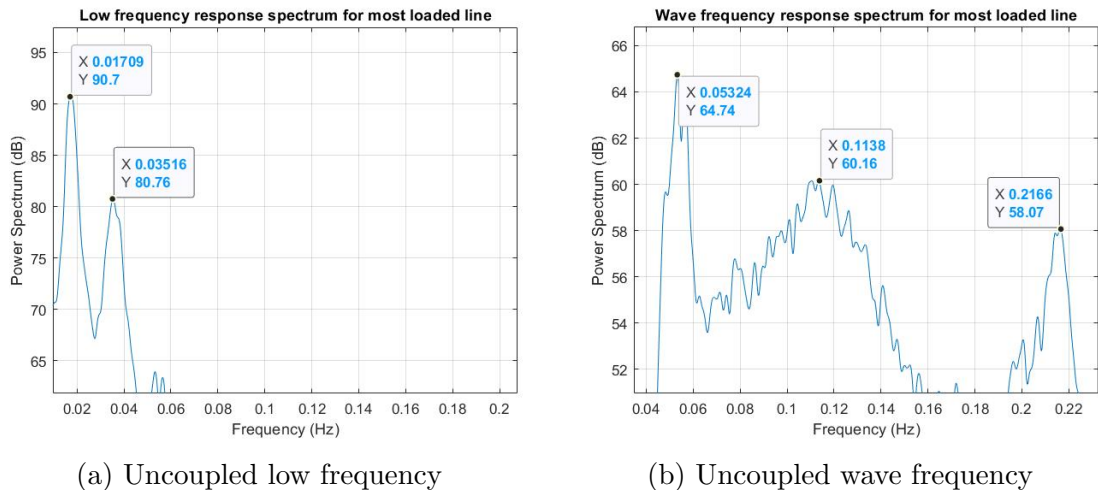 Low frequency response spectrum for most loaded line
95
90
85
80
75
70
65
Power Spectrum (dB)
X 0.01709
Y 90.7
X 0.03516
Y 80.76
0.02 0.04 0.06 0.08 0.1 0.12 0.14 0.16 0.18 0.2
Frequency (Hz)
(a) Uncoupled low frequency
Wave frequency response spectrum for most loaded line
66
64
62
60
58
56
54
52
Power Spectrum (dB)
X 0.05324
Y 64.74
X 0.1138
Y 60.16
X 0.2166
Y 58.07
0.04 0.06 0.08 0.1 0.12 0.14 0.16 0.18 0.2 0.22
Frequency (Hz)
(b) Uncoupled wave frequency